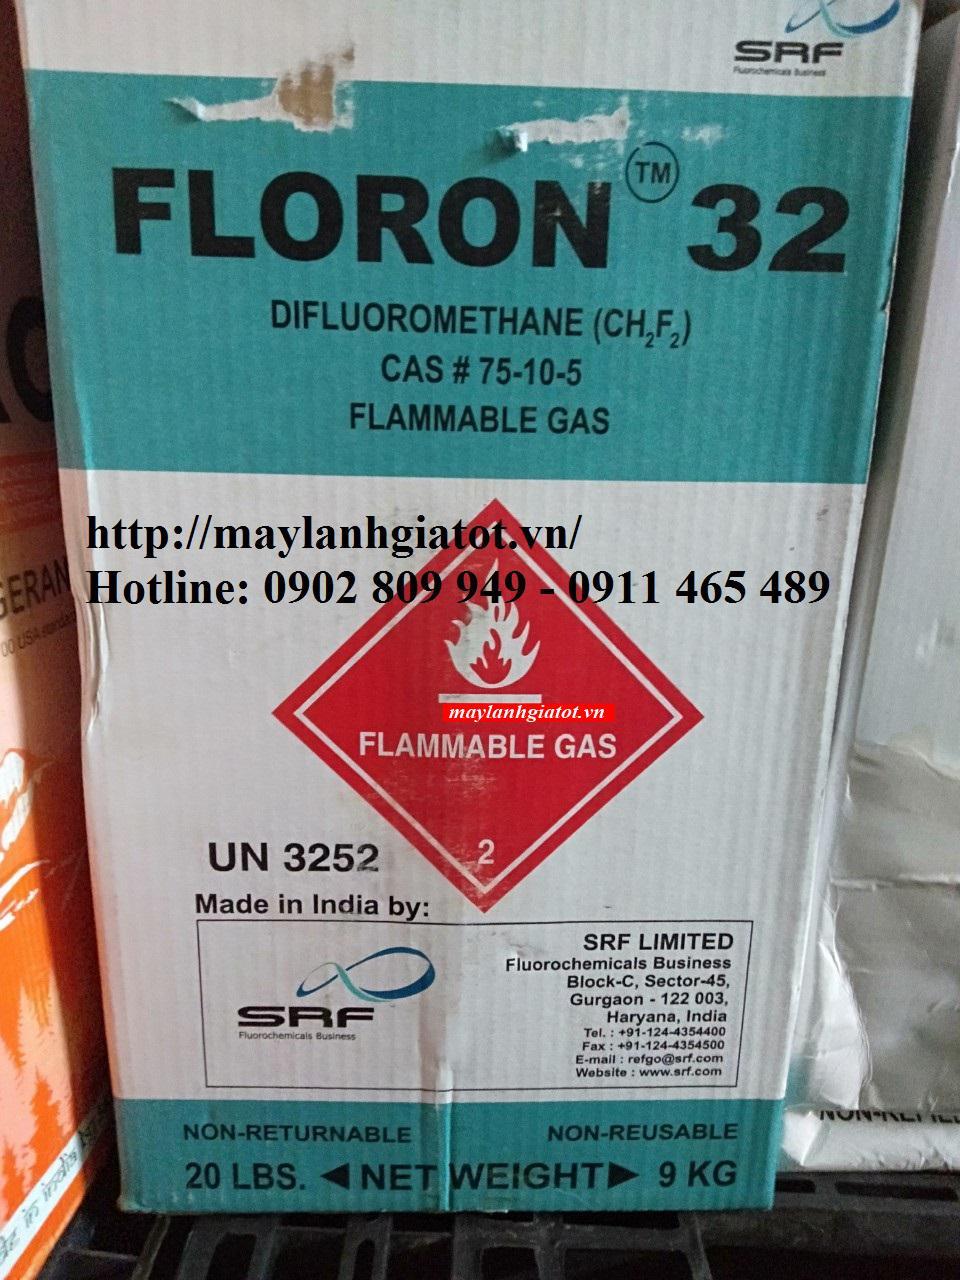 SRF
Fluorochemicals Business
FLORON™ 32
DIFLUOROMETHANE (CH₂F₂)
CAS # 75-10-5
FLAMMABLE GAS
http://maylanhgiatot.vn/
Hotline: 0902 809 949 - 0911 465 489
maylanhgiatot.vn
FLAMMABLE GAS
2
UN 3252
Made in India by:
SRF
Fluorochemicals Business
SRF LIMITED
Fluorochemicals Business
Block-C, Sector-45,
Gurgaon - 122 003,
Haryana, India
Tel. : +91-124-4354400
Fax : +91-124-4354500
E-mail : refgo@srf.com
Website : www.srf.com
NON-RETURNABLE NON-REUSABLE
20 LBS. ◄NET WEIGHT► 9 KG